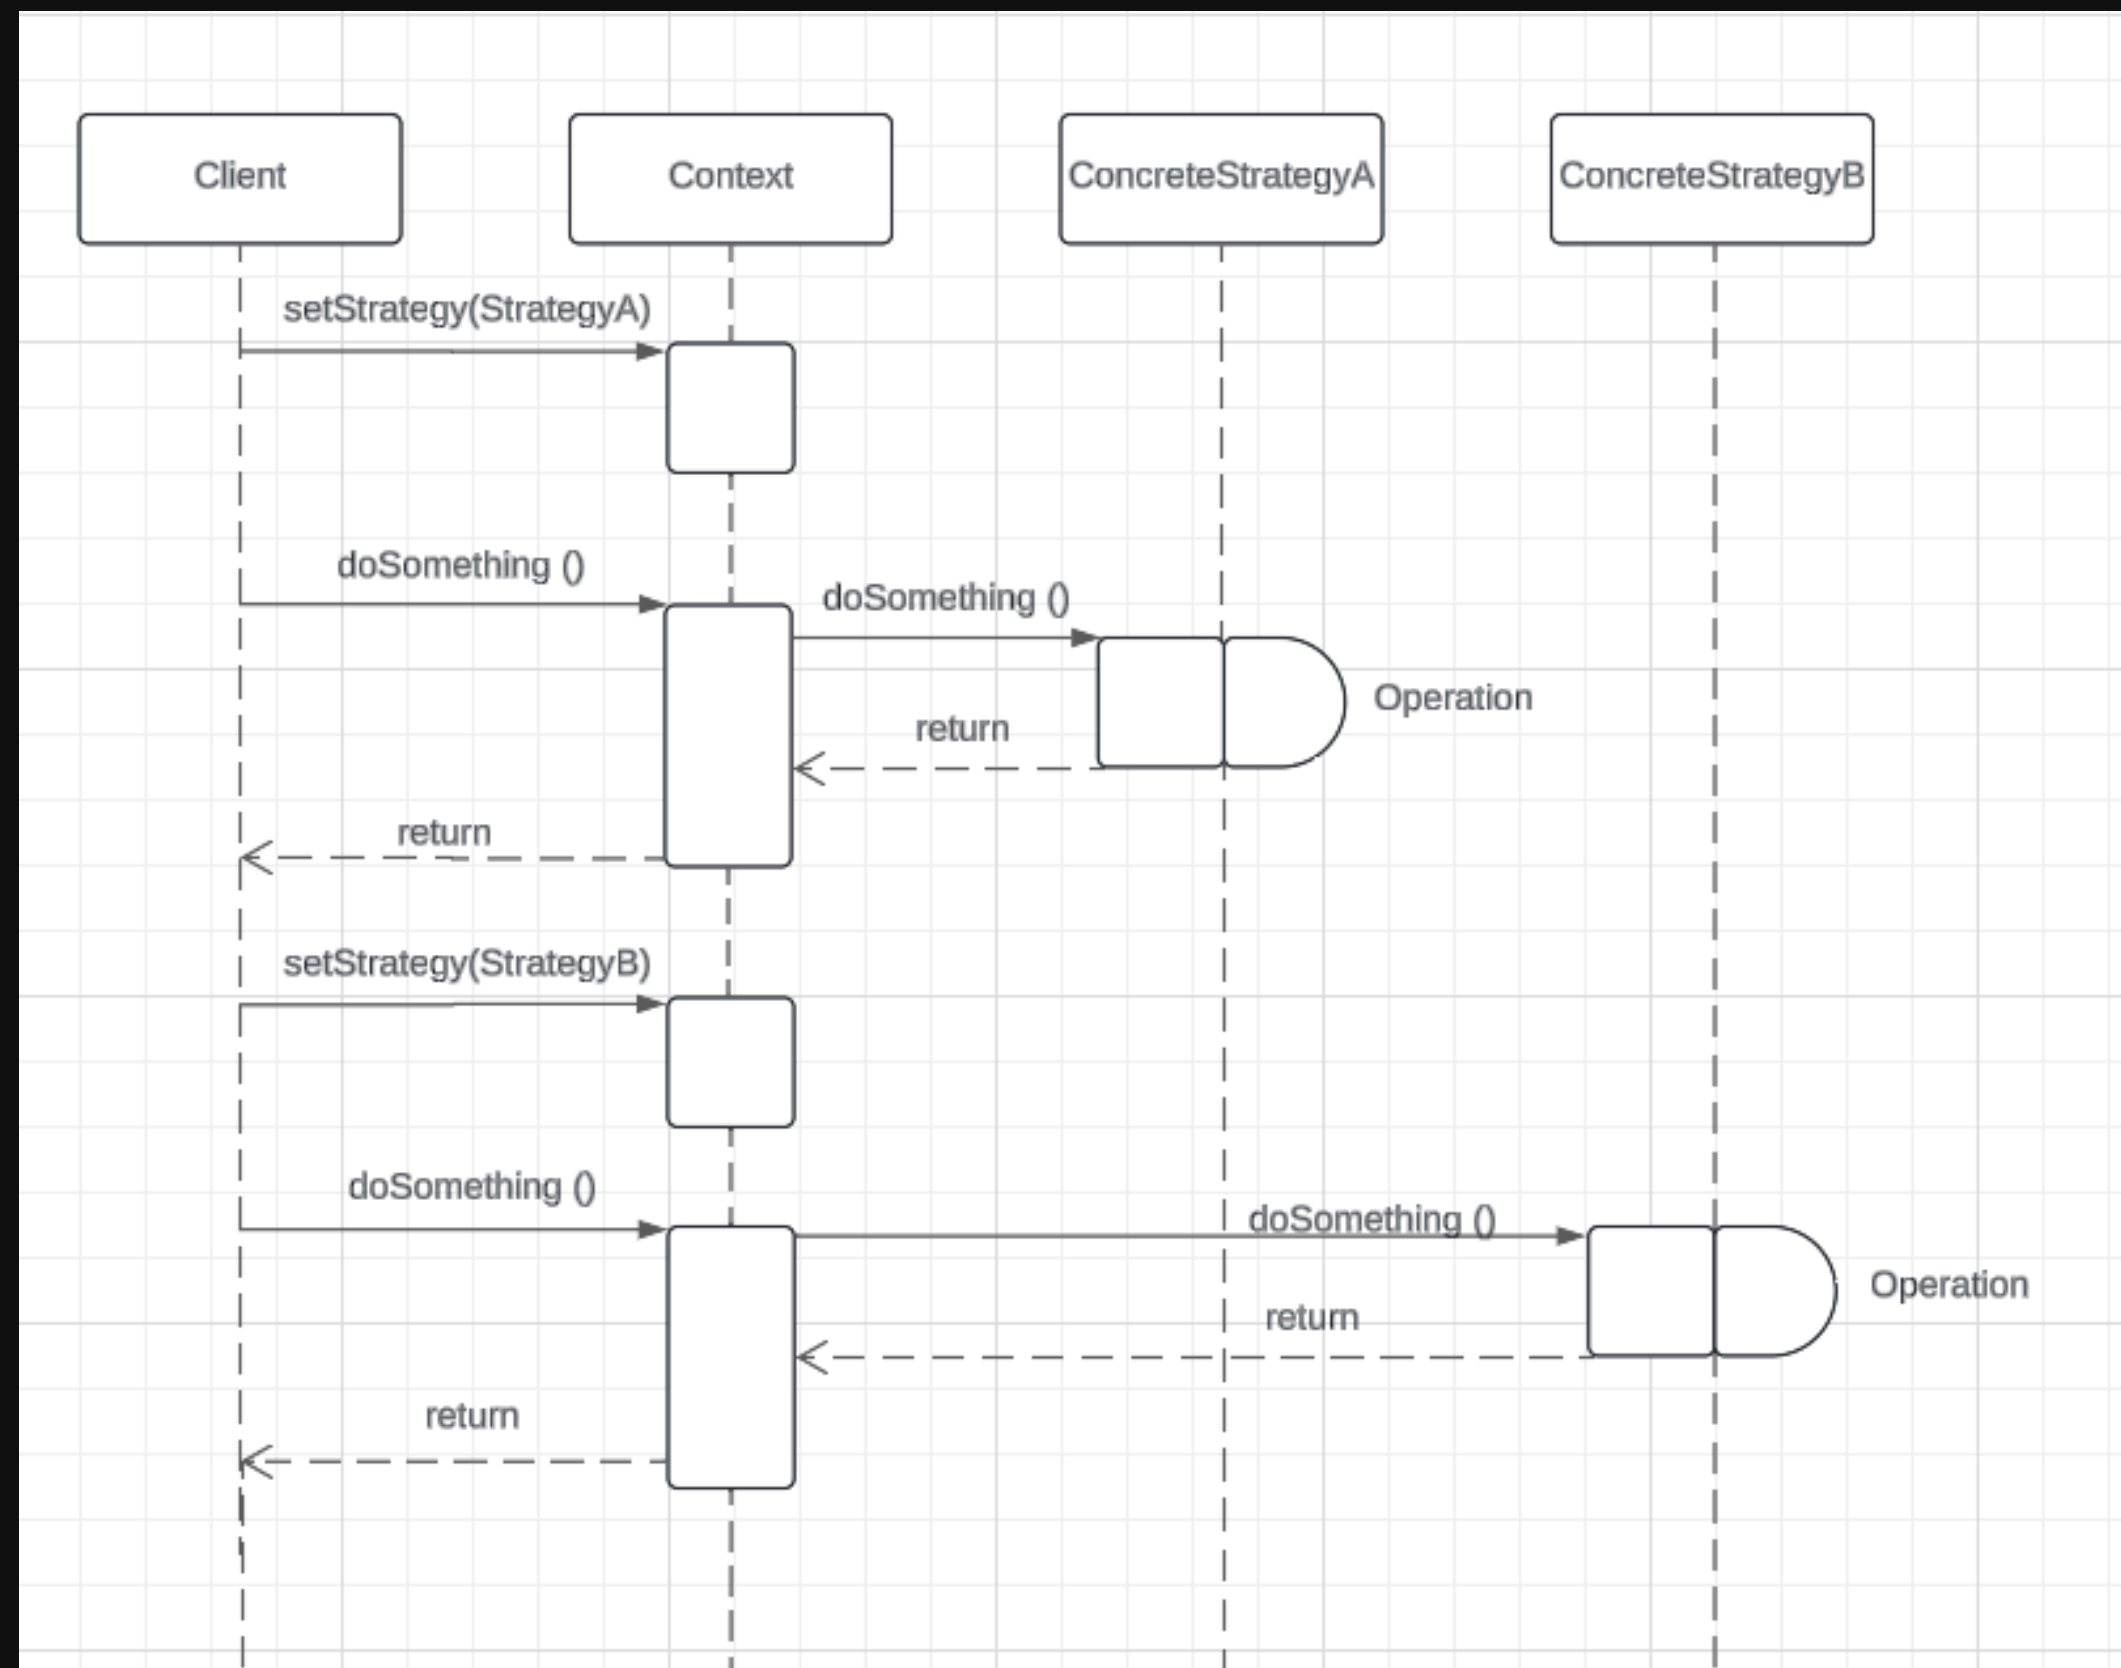 Client
Context
ConcreteStrategyA
ConcreteStrategyB
setStrategy(StrategyA)
doSomething ()
doSomething ()
Operation
return
return
setStrategy(StrategyB)
doSomething ()
doSomething ()
Operation
return
return